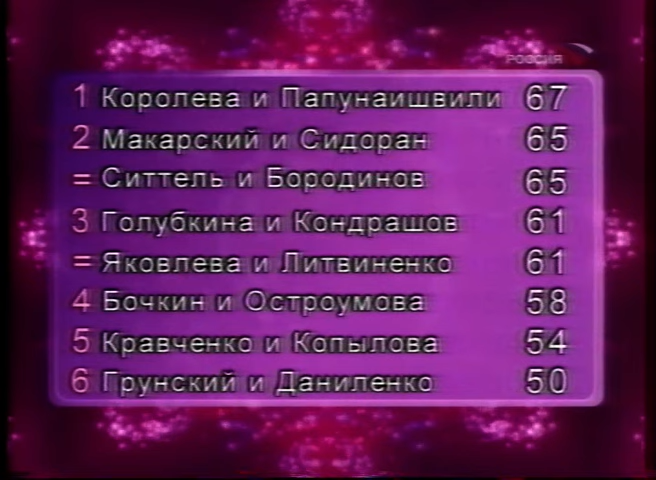 РОССИЯ
1 Королева и Папунаишвили 67
2 Макарский и Сидоран 65
= Ситтель и Бородинов 65
3 Голубкина и Кондрашов 61
= Яковлева и Литвиненко 61
4 Бочкин и Остроумова 58
5 Кравченко и Копылова 54
6 Грунский и Даниленко 50